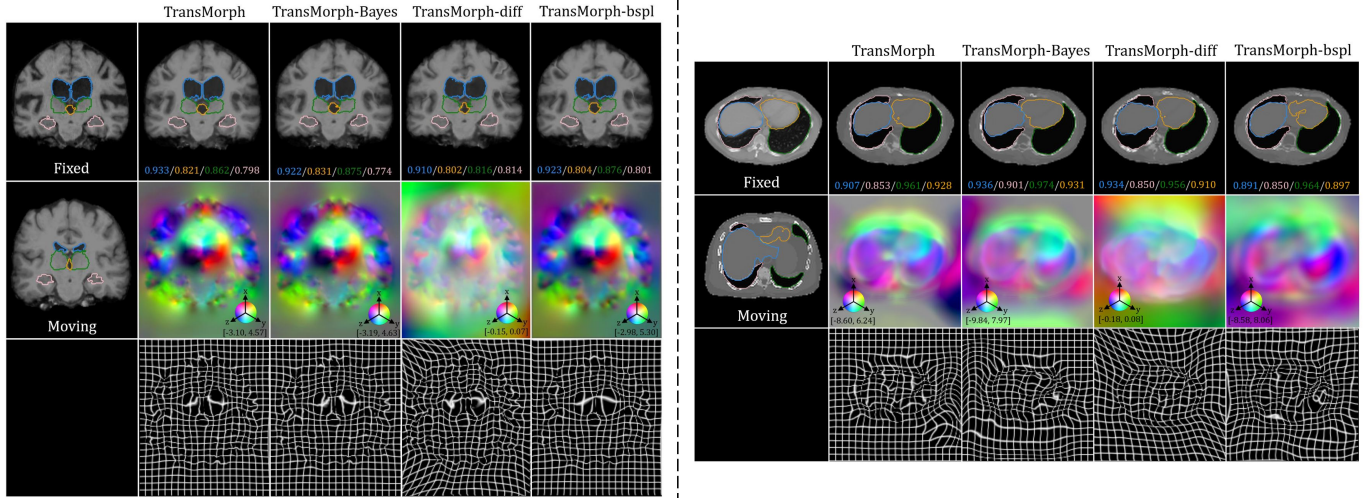 TransMorph TransMorph-Bayes TransMorph-diff TransMorph-bspl
Fixed
0.933/0.821/0.862/0.798 0.922/0.831/0.875/0.774 0.910/0.802/0.816/0.814 0.923/0.804/0.876/0.801
Moving
x y z x y z x y z x y z
[-3.10, 4.57] [-3.19, 4.63] [-0.15, 0.07] [-2.98, 5.30]
TransMorph TransMorph-Bayes TransMorph-diff TransMorph-bspl
Fixed
0.907/0.853/0.961/0.928 0.936/0.901/0.974/0.931 0.934/0.850/0.956/0.910 0.891/0.850/0.964/0.897
Moving
x y z x y z x y z x y z
[-8.60, 6.24] [-9.84, 7.97] [-0.18, 0.08] [-8.58, 8.06]